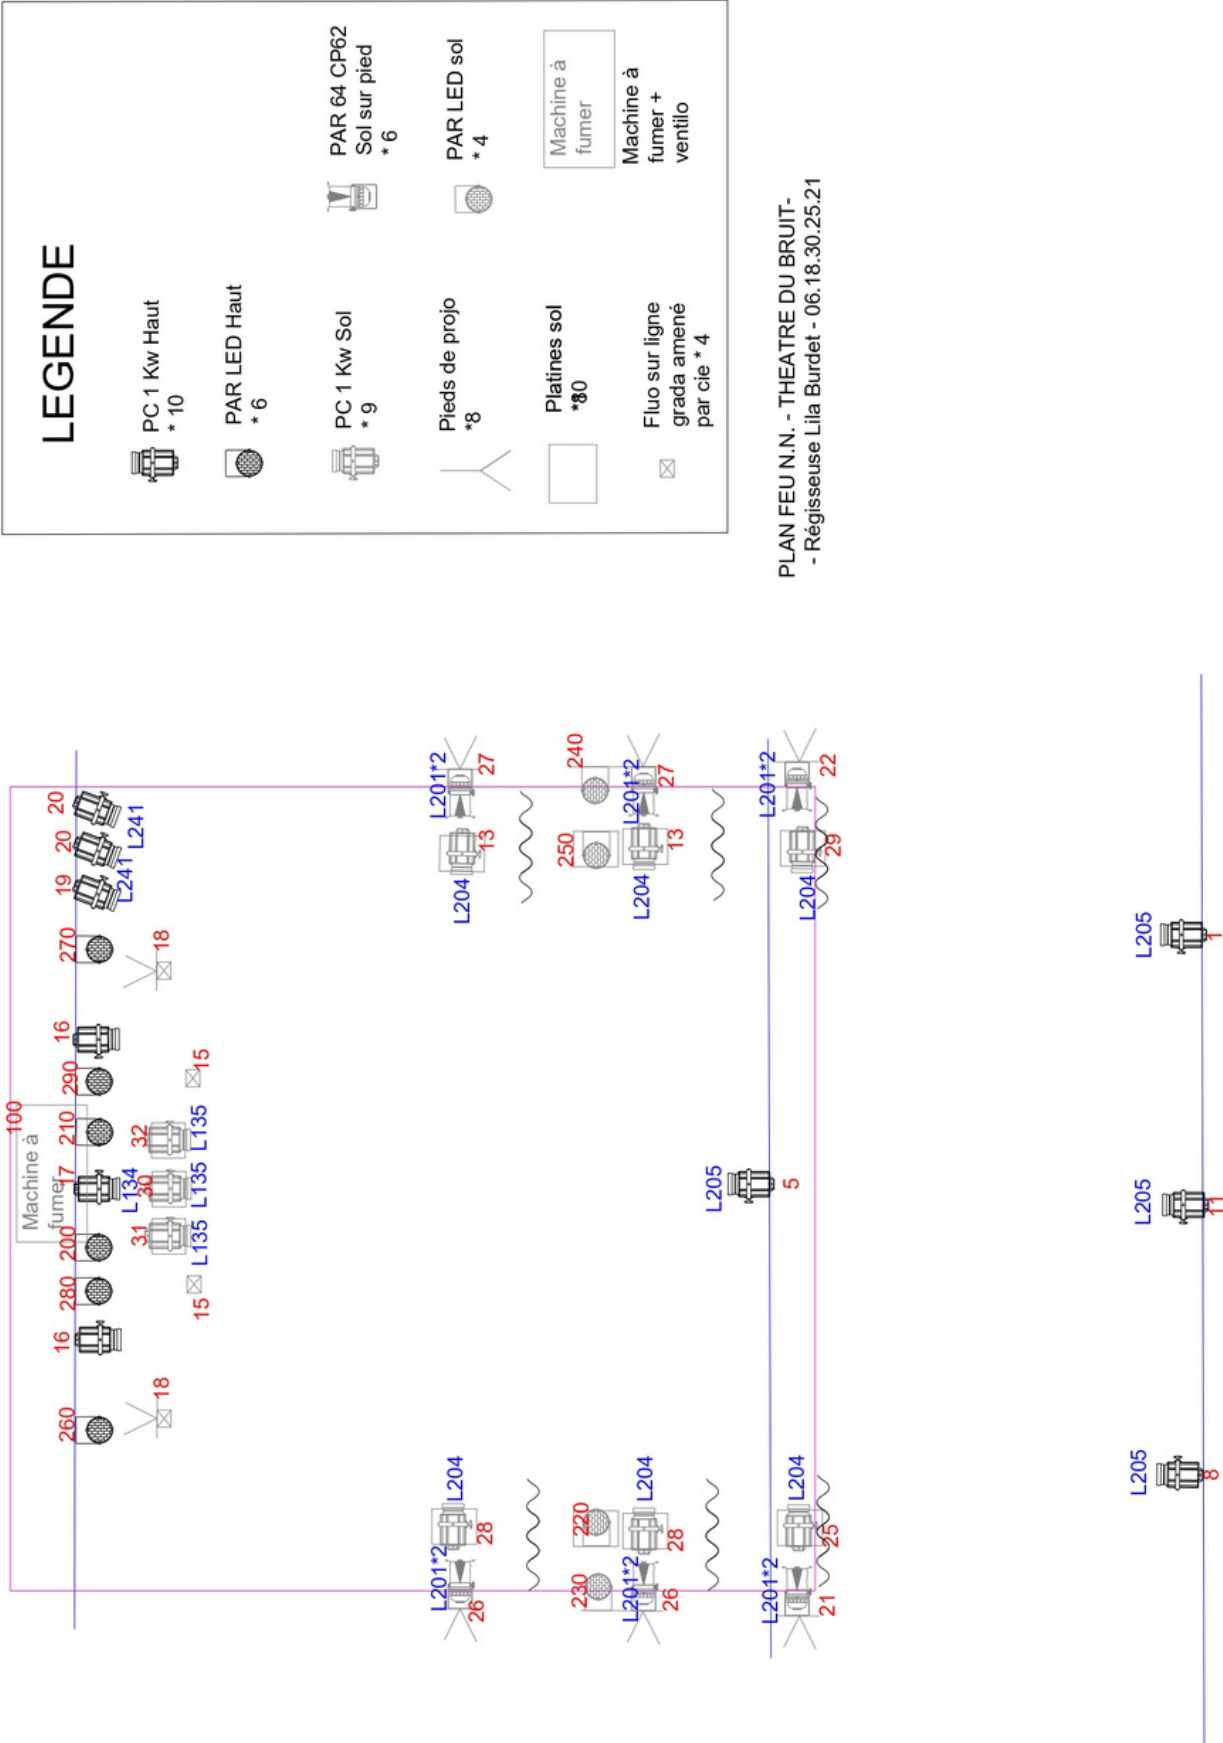 LEGENDE
PC 1 Kw Haut
* 10
PAR LED Haut
* 6
PC 1 Kw Sol
* 9
Pieds de projo
*8
Platines sol
Fluo sur ligne
grada amené
par cie * 4
PAR 64 CP62
Sol sur pied
* 6
PAR LED sol
* 4
Machine à
fumer
Machine à
fumer +
ventilo
PLAN FEU N.N. - THEATRE DU BRUIT-
- Régisseuse Lila Burdet - 06.18.30.25.21
100
Machine à
fumer
260
16
280
200
17
L134
210
290
16
270
19
L241
20
L241
20
18
18
15
15
31
L135
30
L135
32
L135
L201*2
26
28
L204
L204
13
L201*2
27
230
220
250
240
L201*2
26
28
L204
L204
13
L201*2
27
L201*2
21
25
L204
L205
5
L204
29
L201*2
22
L205
8
L205
11
L205
1